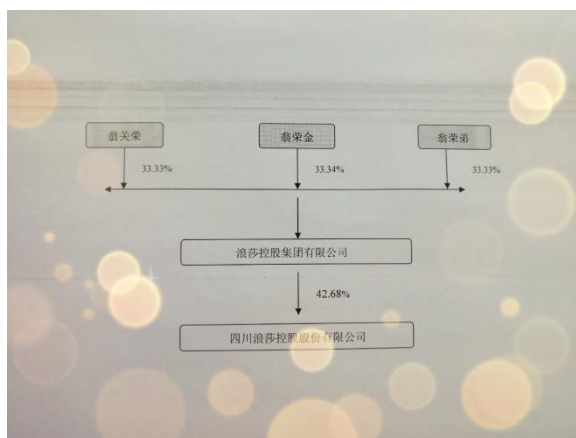 翁关荣 翁荣金 翁荣弟
33.33% 33.34% 33.33%
浪莎控股集团有限公司
42.68%
四川浪莎控股股份有限公司